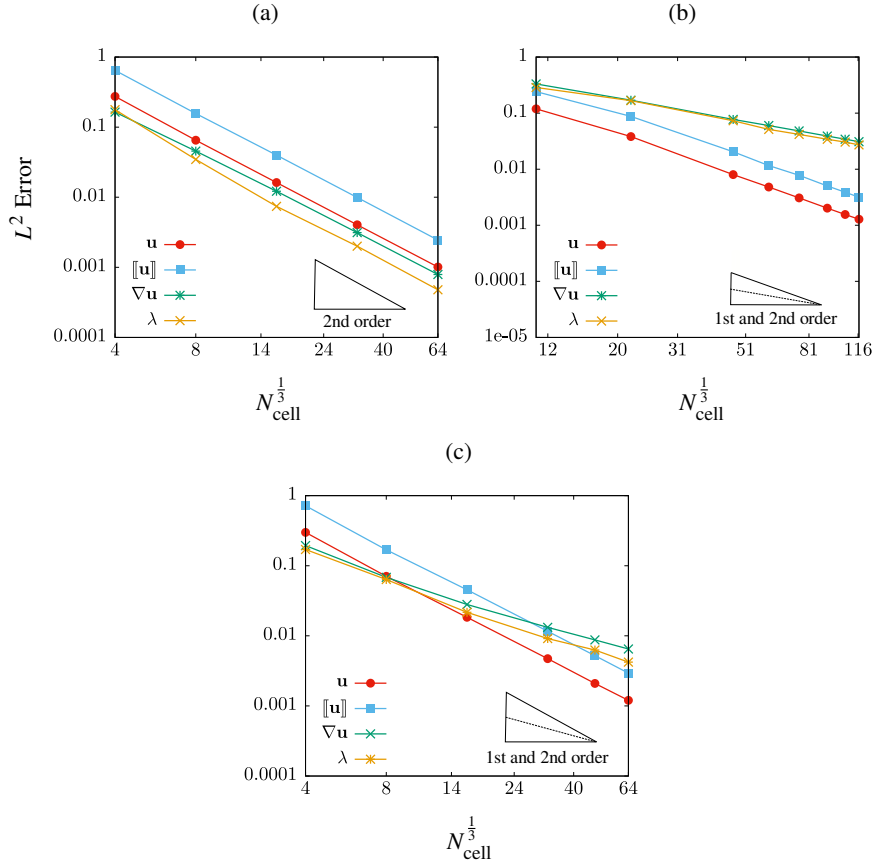 (a)
1
0.1
0.01
0.001
0.0001
L² Error
u
⟦u⟧
∇u
λ
2nd order
4 8 14 24 40 64
N_cell^{1/3}
(b)
1
0.1
0.01
0.001
0.0001
1e-05
u
⟦u⟧
∇u
λ
1st and 2nd order
12 20 31 51 81 116
N_cell^{1/3}
(c)
1
0.1
0.01
0.001
0.0001
u
⟦u⟧
∇u
λ
1st and 2nd order
4 8 14 24 40 64
N_cell^{1/3}